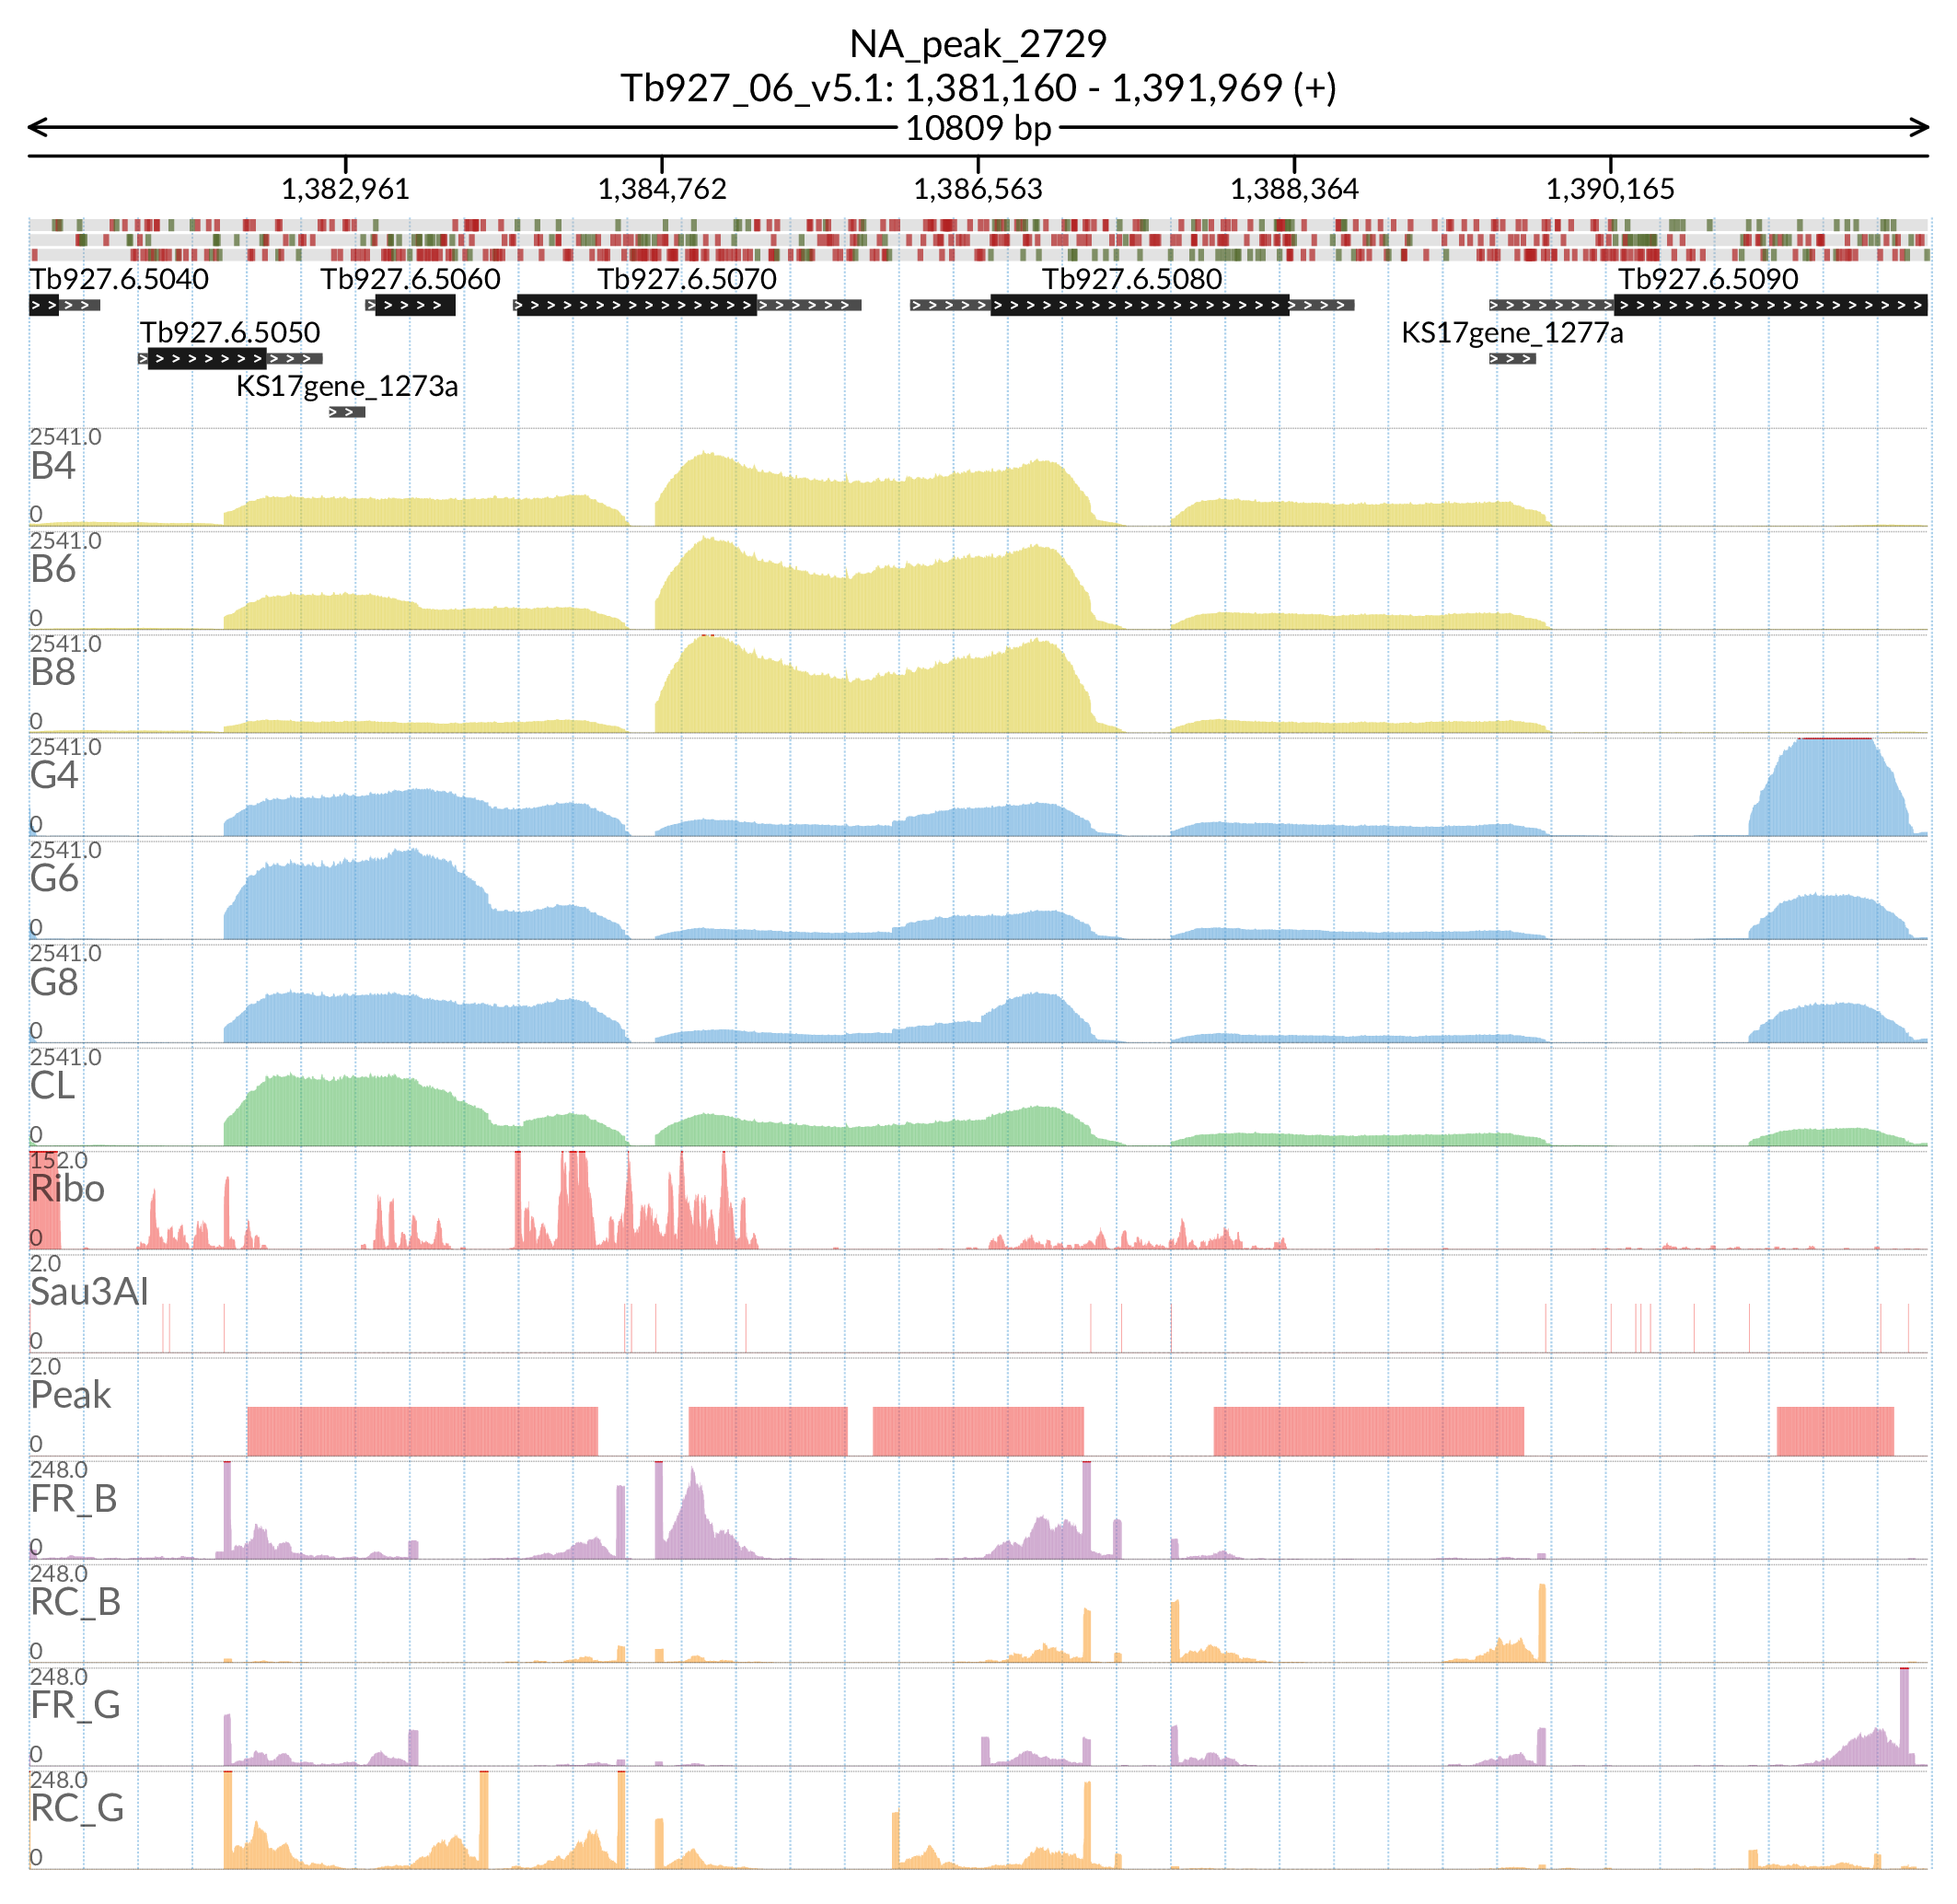 NA_peak_2729
Tb927_06_v5.1: 1,381,160 - 1,391,969 (+)
10809 bp
1,382,961 1,384,762 1,386,563 1,388,364 1,390,165
Tb927.6.5040 Tb927.6.5060 Tb927.6.5070 Tb927.6.5080 Tb927.6.5090
Tb927.6.5050 KS17gene_1277a
KS17gene_1273a
2541.0
B4
0
2541.0
B6
0
2541.0
B8
0
2541.0
G4
0
2541.0
G6
0
2541.0
G8
0
2541.0
CL
0
152.0
Ribo
0
2.0
Sau3AI
0
2.0
Peak
0
248.0
FR_B
0
248.0
RC_B
0
248.0
FR_G
0
248.0
RC_G
0